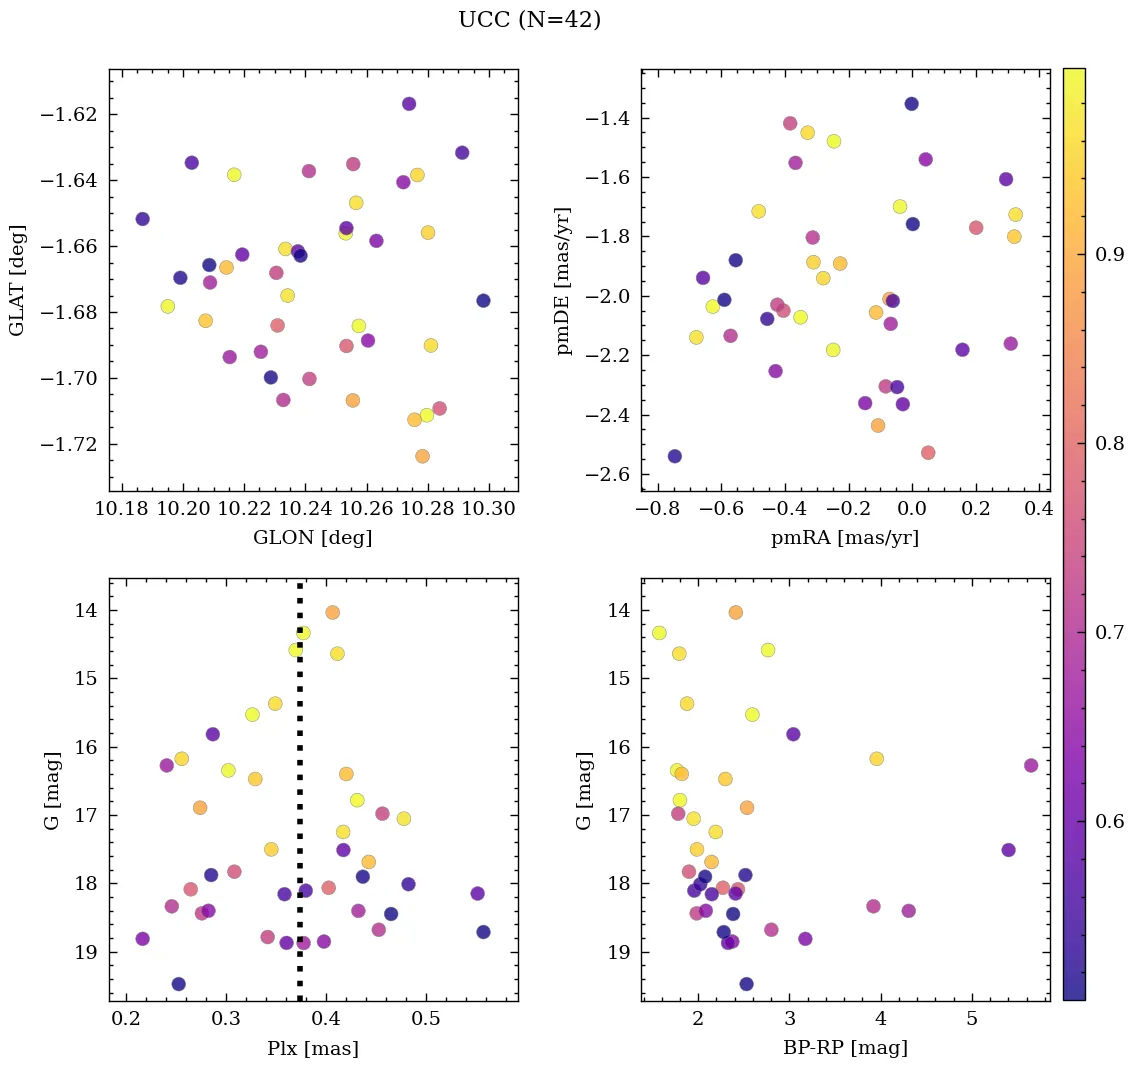 UCC (N=42)
−1.62
−1.64
−1.66
−1.68
−1.70
−1.72
GLAT [deg]
10.18 10.20 10.22 10.24 10.26 10.28 10.30
GLON [deg]
−1.4
−1.6
−1.8
−2.0
−2.2
−2.4
−2.6
pmDE [mas/yr]
−0.8 −0.6 −0.4 −0.2 0.0 0.2 0.4
pmRA [mas/yr]
14
15
16
17
18
19
G [mag]
0.2 0.3 0.4 0.5
Plx [mas]
14
15
16
17
18
19
G [mag]
2 3 4 5
BP-RP [mag]
0.9
0.8
0.7
0.6